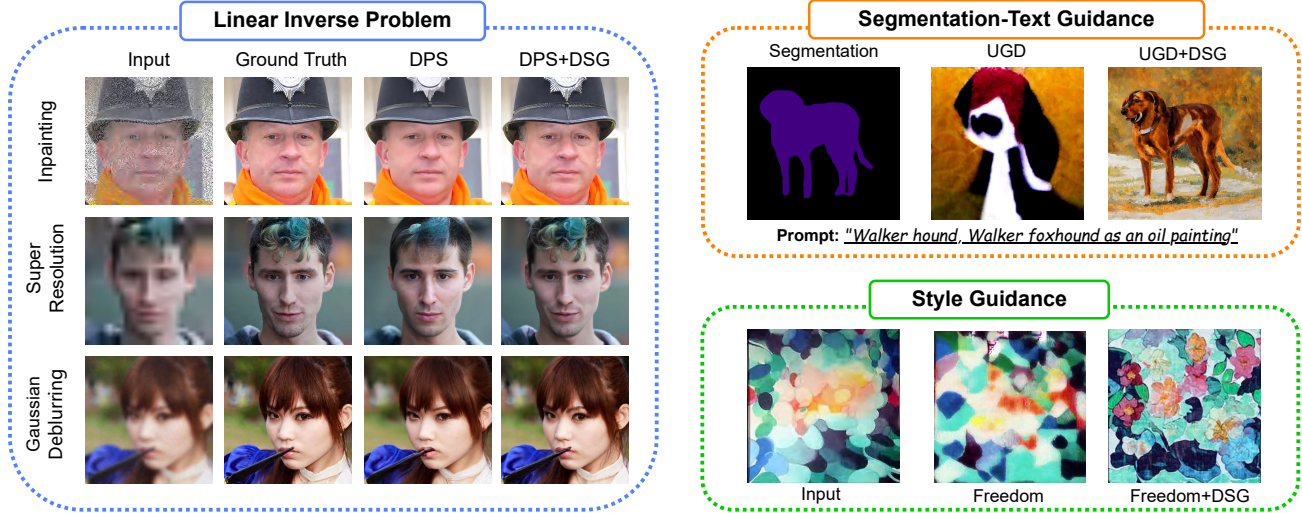 Linear Inverse Problem
Input
Ground Truth
DPS
DPS+DSG
Inpainting
Super
Resolution
Gaussian
Deblurring
Segmentation-Text Guidance
Segmentation
UGD
UGD+DSG
Prompt: "Walker hound, Walker foxhound as an oil painting"
Style Guidance
Input
Freedom
Freedom+DSG